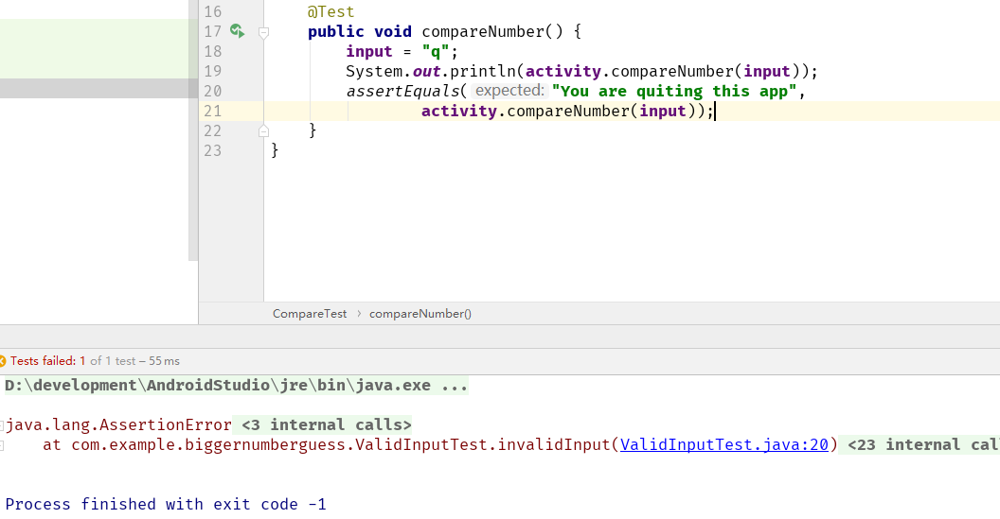 16 @Test
17 public void compareNumber() {
18 input = "q";
19 System.out.println(activity.compareNumber(input));
20 assertEquals( expected: "You are quiting this app",
21 activity.compareNumber(input));
22 }
23 }
CompareTest › compareNumber()
Tests failed: 1 of 1 test – 55 ms
D:\development\AndroidStudio\jre\bin\java.exe ...
java.lang.AssertionError <3 internal calls>
at com.example.biggernumberguess.ValidInputTest.invalidInput(ValidInputTest.java:20) <23 internal cal
Process finished with exit code -1